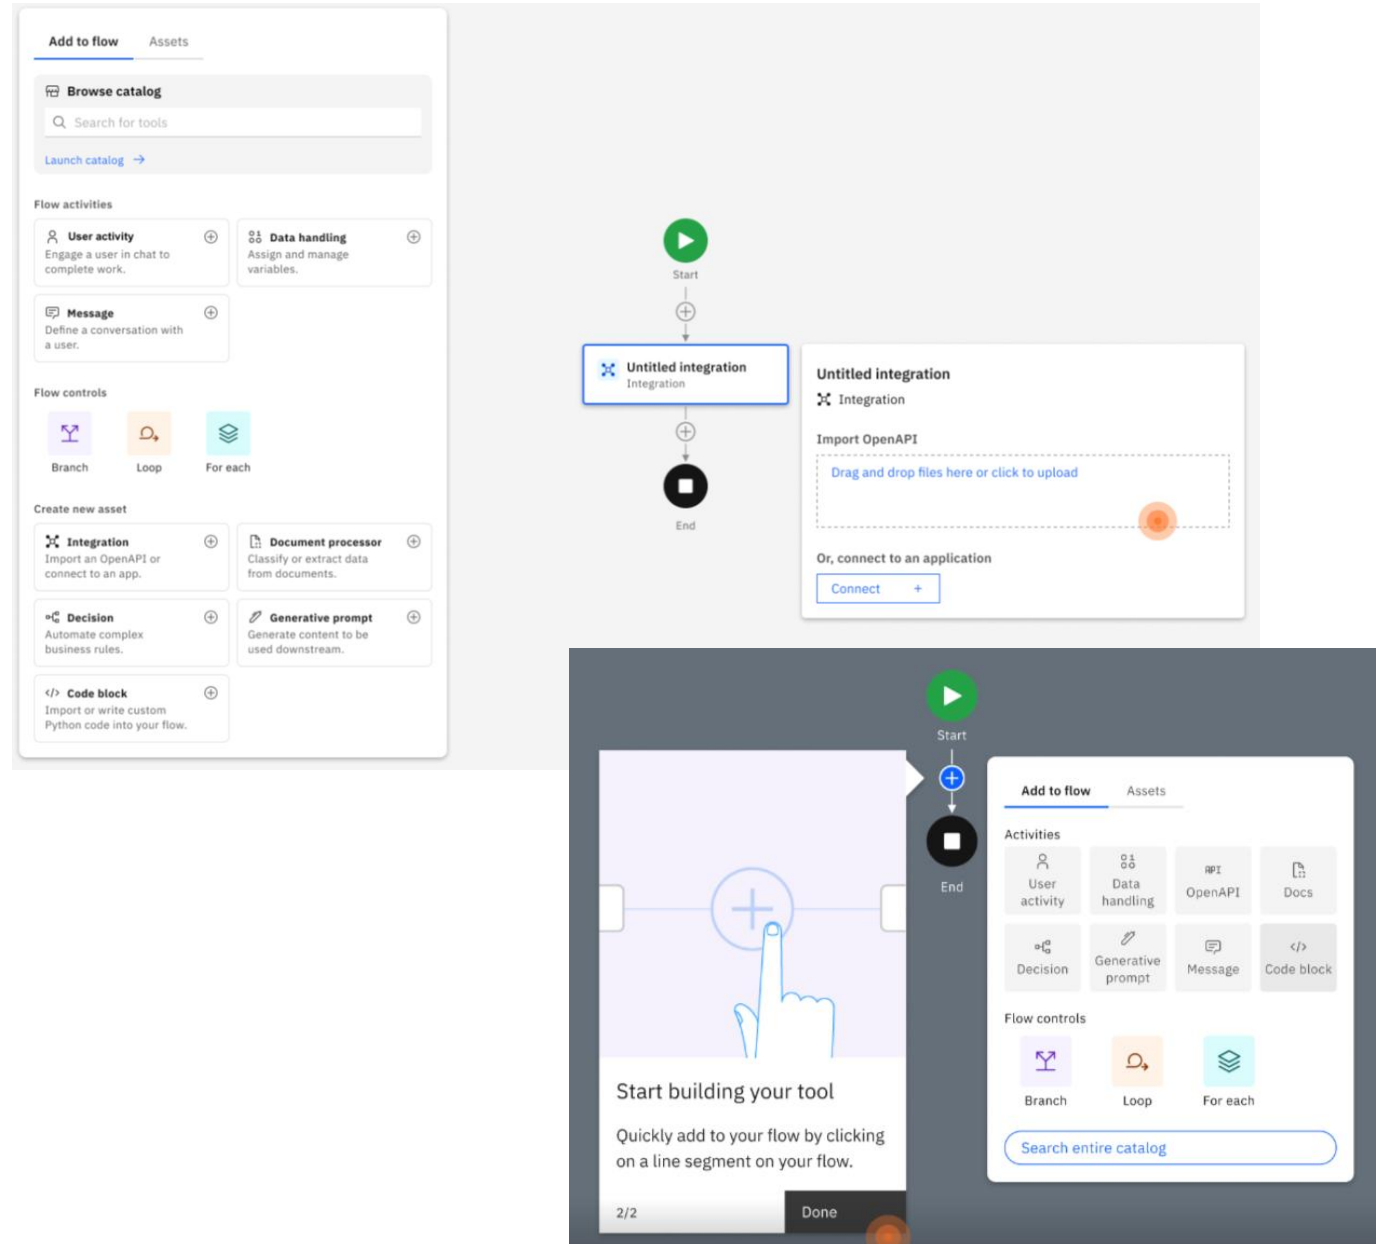 Add to flow
Assets
Browse catalog
Search for tools
Launch catalog →
Flow activities
User activity
Engage a user in chat to
complete work.
Data handling
Assign and manage
variables.
Message
Define a conversation with
a user.
Flow controls
Branch
Loop
For each
Create new asset
Integration
Import an OpenAPI or
connect to an app.
Document processor
Classify or extract data
from documents.
Decision
Automate complex
business rules.
Generative prompt
Generate content to be
used downstream.
</> Code block
Import or write custom
Python code into your flow.
Start
Untitled integration
Integration
End
Untitled integration
Integration
Import OpenAPI
Drag and drop files here or click to upload
Or, connect to an application
Connect +
Start
End
Start building your tool
Quickly add to your flow by clicking
on a line segment on your flow.
2/2
Done
Add to flow
Assets
Activities
User
activity
Data
handling
API
OpenAPI
Docs
Decision
Generative
prompt
Message
</>
Code block
Flow controls
Branch
Loop
For each
Search entire catalog